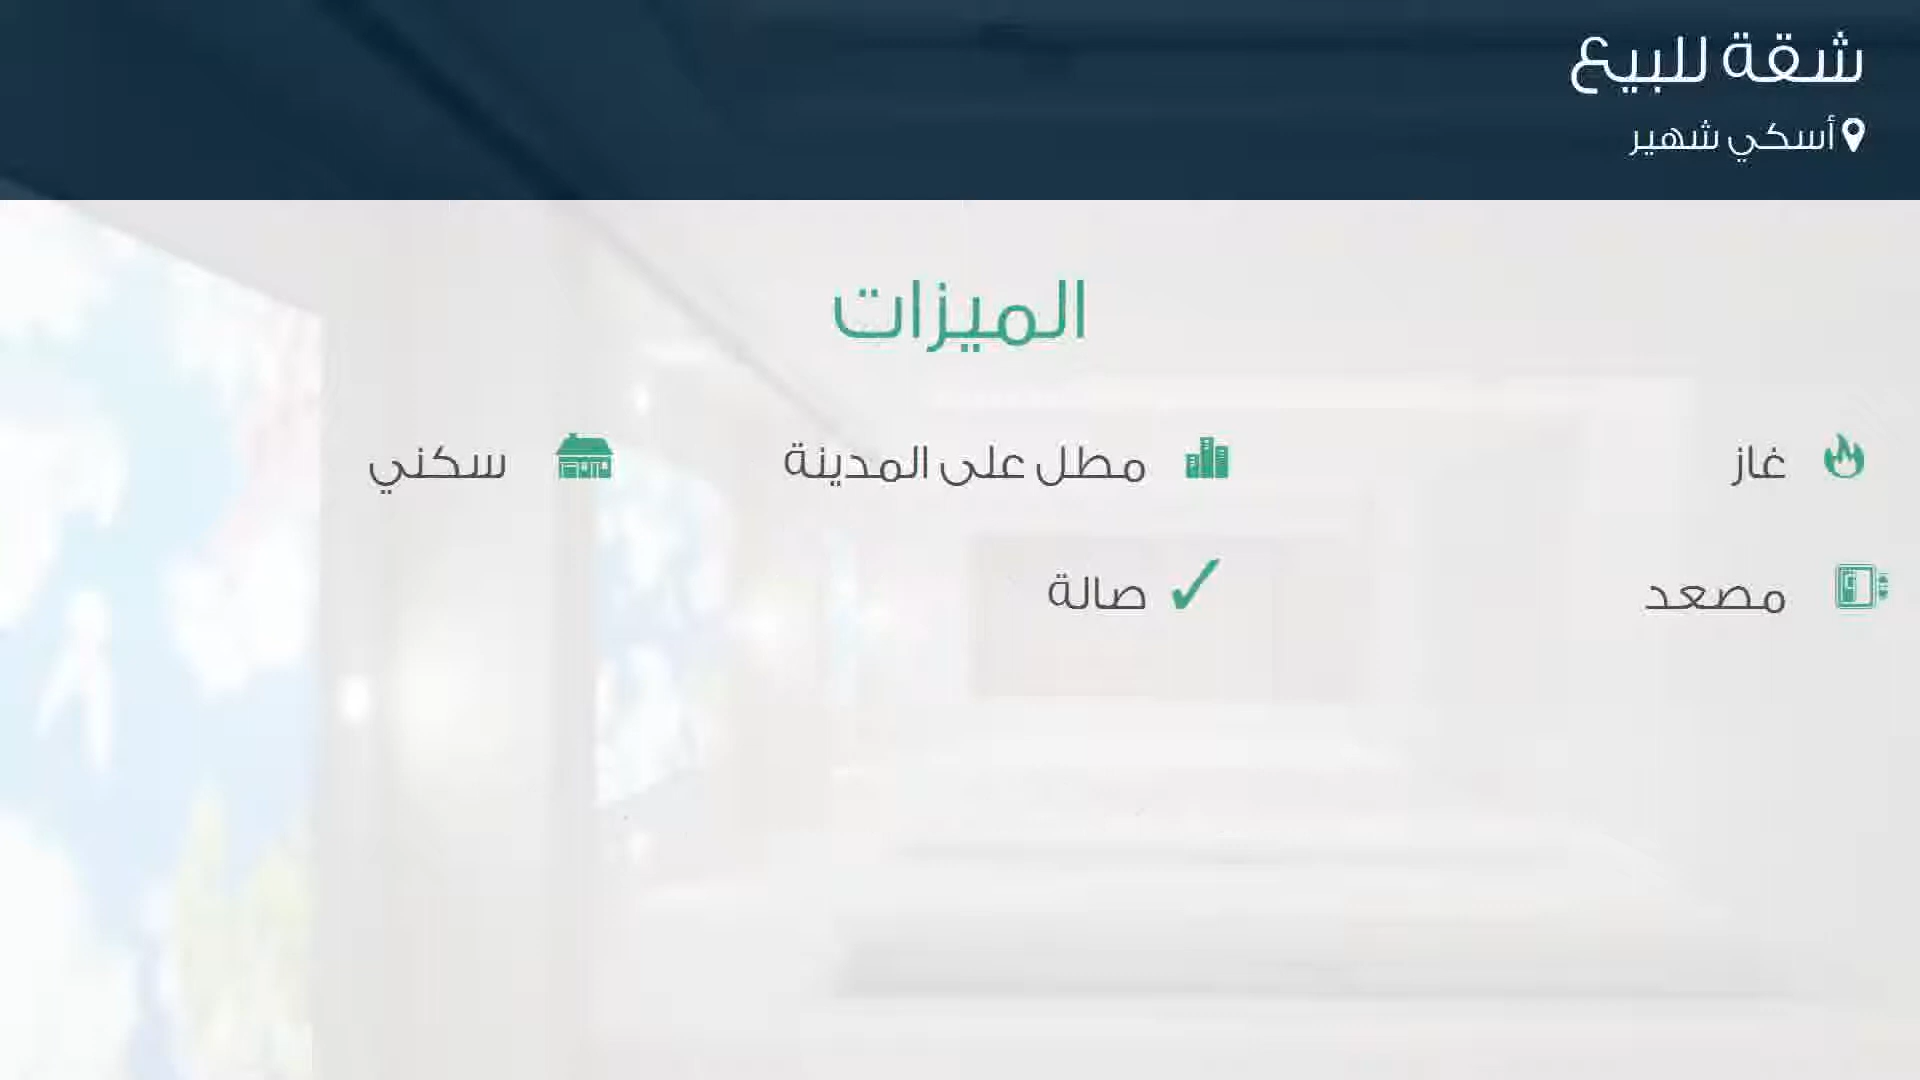 شقة للبيع
أسكي شهير
الميزات
غاز
مطل على المدينة
سكني
مصعد
صالة